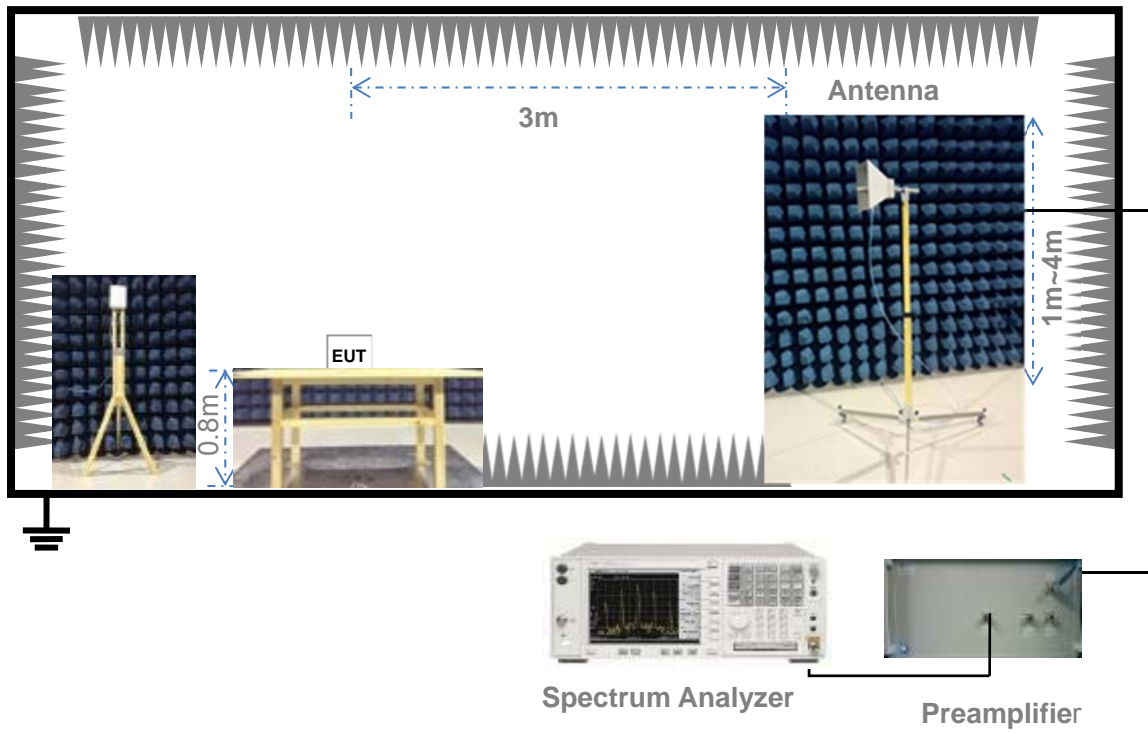 Antenna
3m
1m~4m
EUT
0.8m
Spectrum Analyzer
Preamplifier